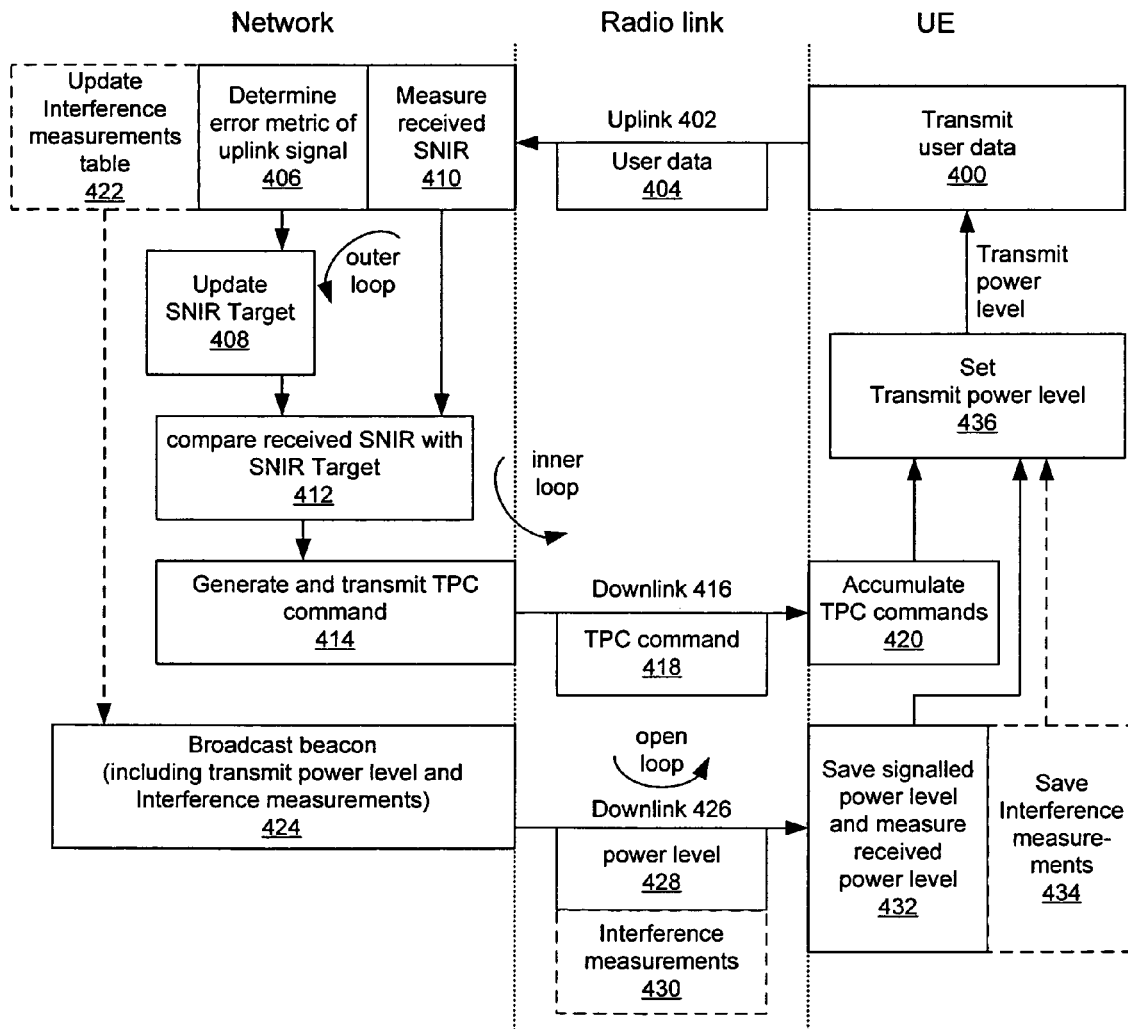 Network
Radio link
UE
Update
Interference
measurements
table
422
Determine
error metric of
uplink signal
406
Measure
received
SNIR
410
Uplink 402
User data
404
Transmit
user data
400
outer
loop
Update
SNIR Target
408
Transmit
power
level
Set
Transmit power level
436
compare received SNIR with
SNIR Target
412
inner
loop
Generate and transmit TPC
command
414
Downlink 416
TPC command
418
Accumulate
TPC commands
420
Broadcast beacon
(including transmit power level and
Interference measurements)
424
open
loop
Downlink 426
power level
428
Interference
measurements
430
Save signalled
power level
and measure
received
power level
432
Save
Interference
measure-
ments
434